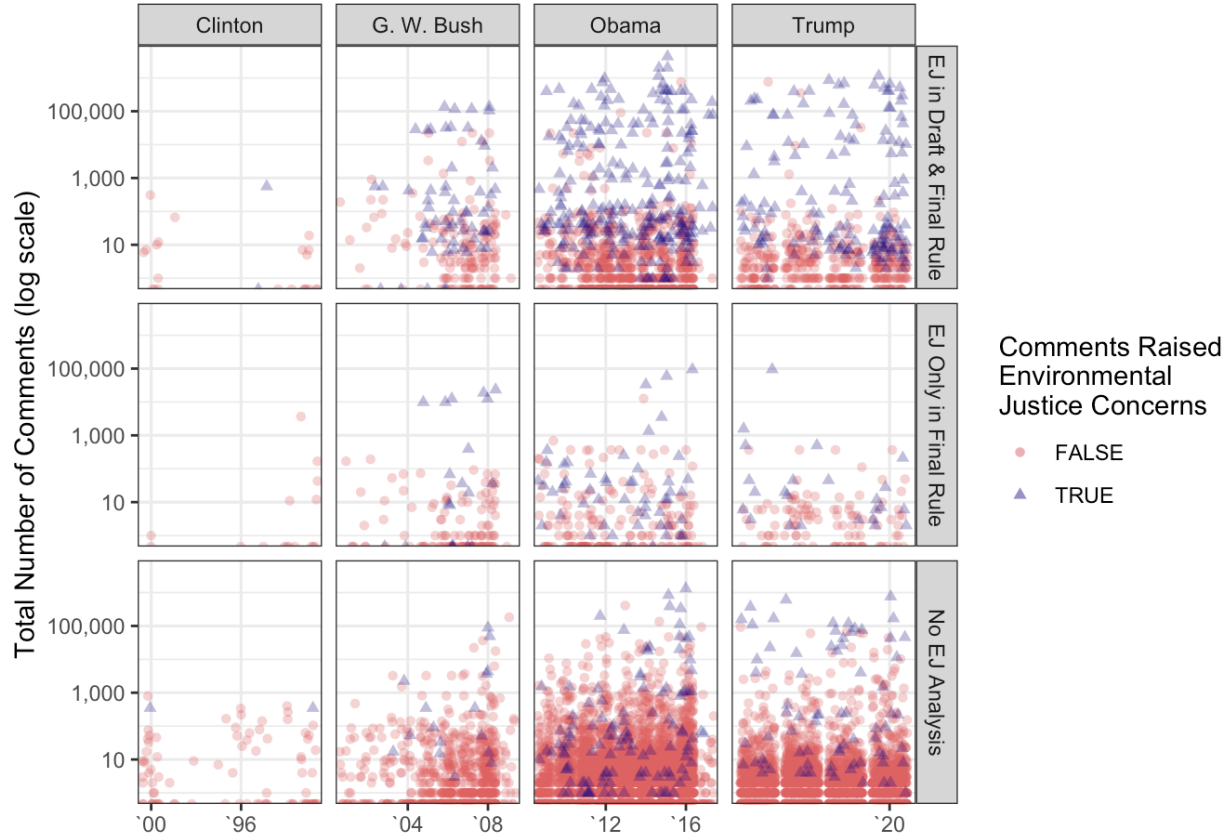 Clinton
G. W. Bush
Obama
Trump
Total Number of Comments (log scale)
100,000
1,000
10
EJ in Draft & Final Rule
100,000
1,000
10
EJ Only in Final Rule
100,000
1,000
10
No EJ Analysis
`00
`96
`04
`08
`12
`16
`20
Comments Raised
Environmental
Justice Concerns
FALSE
TRUE